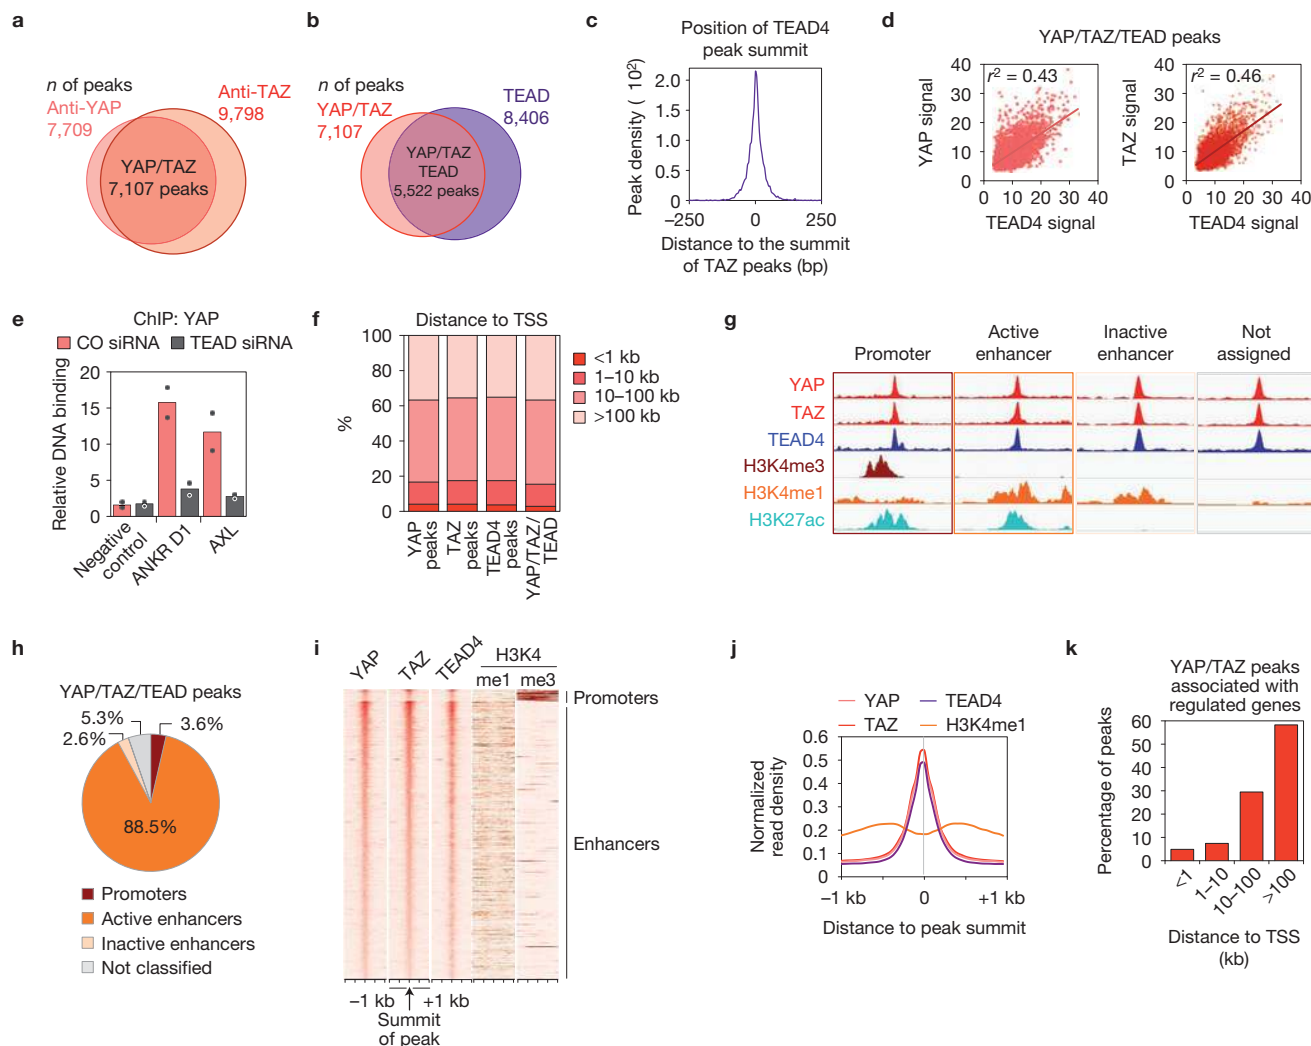 a
n of peaks
Anti-YAP
7,709
Anti-TAZ
9,798
YAP/TAZ
7,107 peaks
b
n of peaks
YAP/TAZ
7,107
TEAD
8,406
YAP/TAZ
TEAD
5,522 peaks
c
Position of TEAD4
peak summit
Peak density ( 10²)
2.0
1.5
1.0
0.5
0
−250
0
250
Distance to the summit
of TAZ peaks (bp)
d
YAP/TAZ/TEAD peaks
r² = 0.43
YAP signal
40
30
20
10
0
0 10 20 30 40
TEAD4 signal
r² = 0.46
TAZ signal
40
30
20
10
0
0 10 20 30 40
TEAD4 signal
e
ChIP: YAP
CO siRNA
TEAD siRNA
Relative DNA binding
20
15
10
5
0
Negative
control
ANKR D1
AXL
f
Distance to TSS
%
100
80
60
40
20
0
YAP
peaks
TAZ
peaks
TEAD4
peaks
YAP/TAZ/
TEAD
<1 kb
1–10 kb
10–100 kb
>100 kb
g
Promoter
Active
enhancer
Inactive
enhancer
Not
assigned
YAP
TAZ
TEAD4
H3K4me3
H3K4me1
H3K27ac
h
YAP/TAZ/TEAD peaks
5.3%
2.6%
3.6%
88.5%
Promoters
Active enhancers
Inactive enhancers
Not classified
i
YAP
TAZ
TEAD4
H3K4
me1
me3
Promoters
Enhancers
−1 kb
+1 kb
Summit
of peak
j
YAP
TAZ
TEAD4
H3K4me1
Normalized
read density
0.6
0.5
0.4
0.3
0.2
0.1
0
−1 kb
0
+1 kb
Distance to peak summit
k
YAP/TAZ peaks
associated with
regulated genes
Percentage of peaks
60
50
40
30
20
10
0
<1
1–10
10–100
>100
Distance to TSS
(kb)